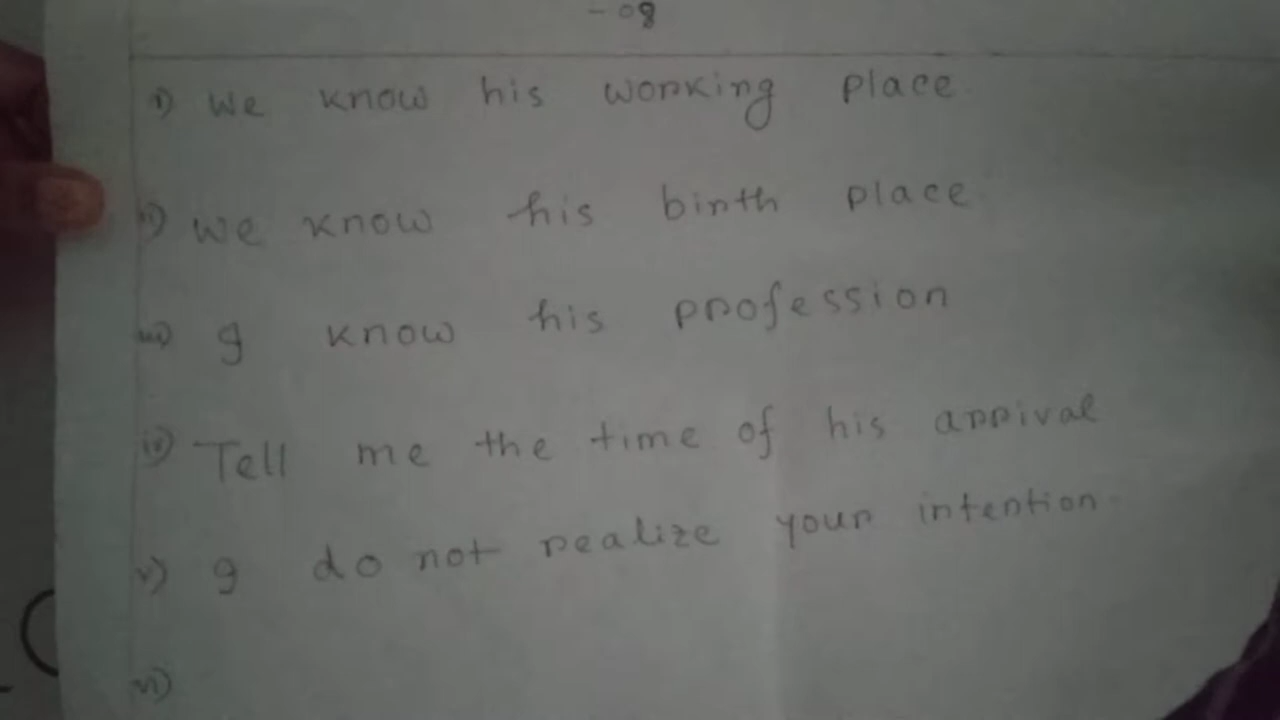 - 08
i) We know his working place.
ii) We know his birth place.
iii) I know his profession
iv) Tell me the time of his arrival
v) I do not realize your intention.
vi)